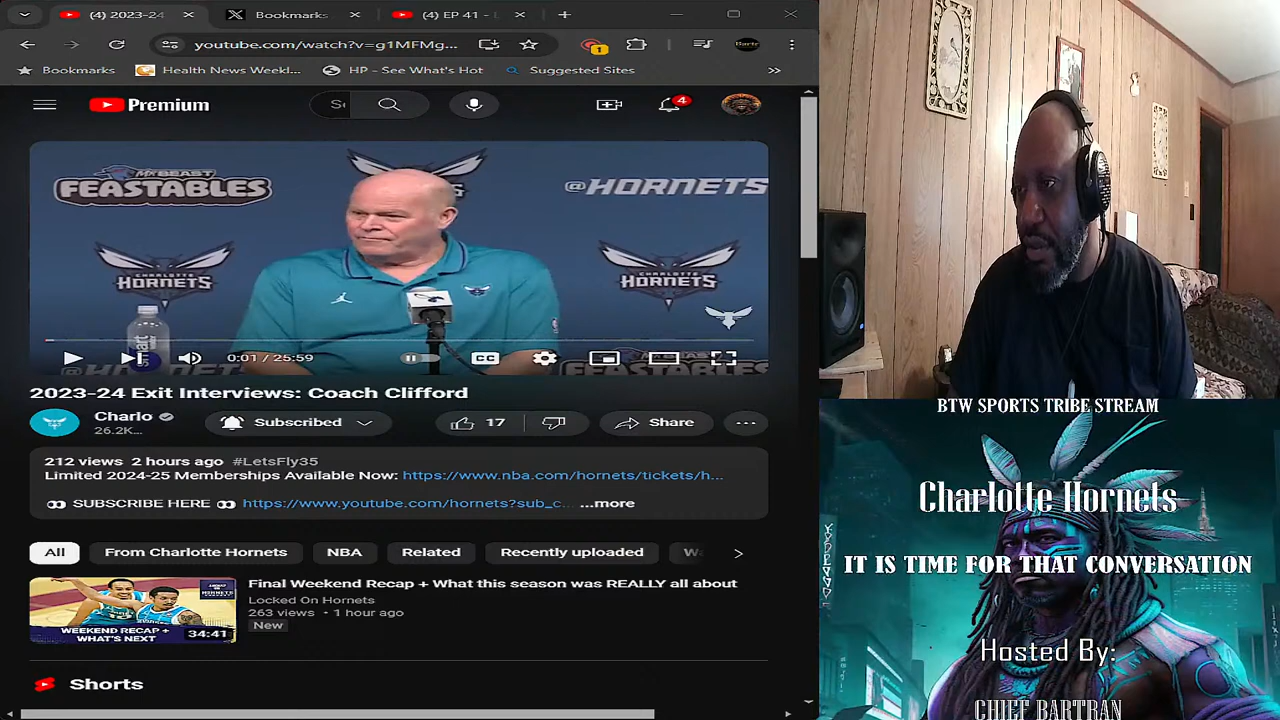 (4) 2023-24
Bookmarks
(4) EP 41 - L
youtube.com/watch?v=g1MFMg...
1
Bookmarks
Health News Weekl...
HP - See What's Hot
Suggested Sites
Premium
4
MRBEAST
FEASTABLES
@HORNETS
CHARLOTTE
HORNETS
CHARLOTTE
HORNETS
0:01 / 25:59
CC
2023-24 Exit Interviews: Coach Clifford
Charlo
26.2K...
Subscribed
17
Share
212 views 2 hours ago #LetsFly35
Limited 2024-25 Memberships Available Now: https://www.nba.com/hornets/tickets/h...
👀 SUBSCRIBE HERE 👀 https://www.youtube.com/hornets?sub_c... ...more
All
From Charlotte Hornets
NBA
Related
Recently uploaded
Final Weekend Recap + What this season was REALLY all about
Locked On Hornets
263 views • 1 hour ago
New
WEEKEND RECAP +
WHAT'S NEXT
34:41
Shorts
BTW SPORTS TRIBE STREAM
Charlotte Hornets
IT IS TIME FOR THAT CONVERSATION
Hosted By:
CHIEF BARTRAN